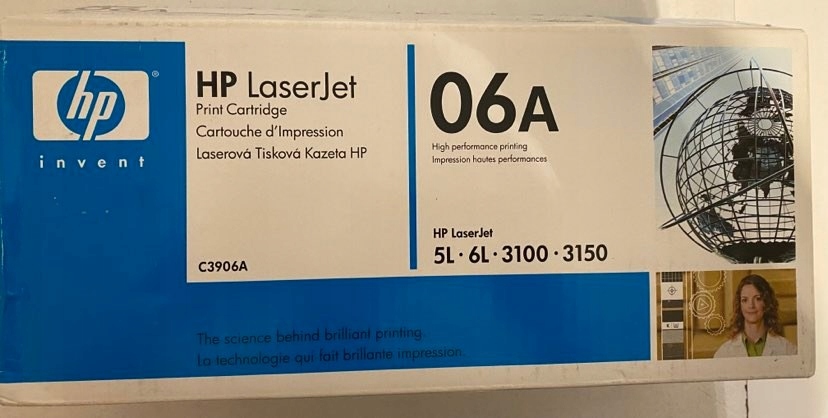 hp
®
invent
HP LaserJet
Print Cartridge
Cartouche d'Impression
Laserová Tisková Kazeta HP
C3906A
06A
High performance printing
Impression hautes performances
HP LaserJet
5L · 6L · 3100 · 3150
The science behind brilliant printing.
La technologie qui fait brillante impression.